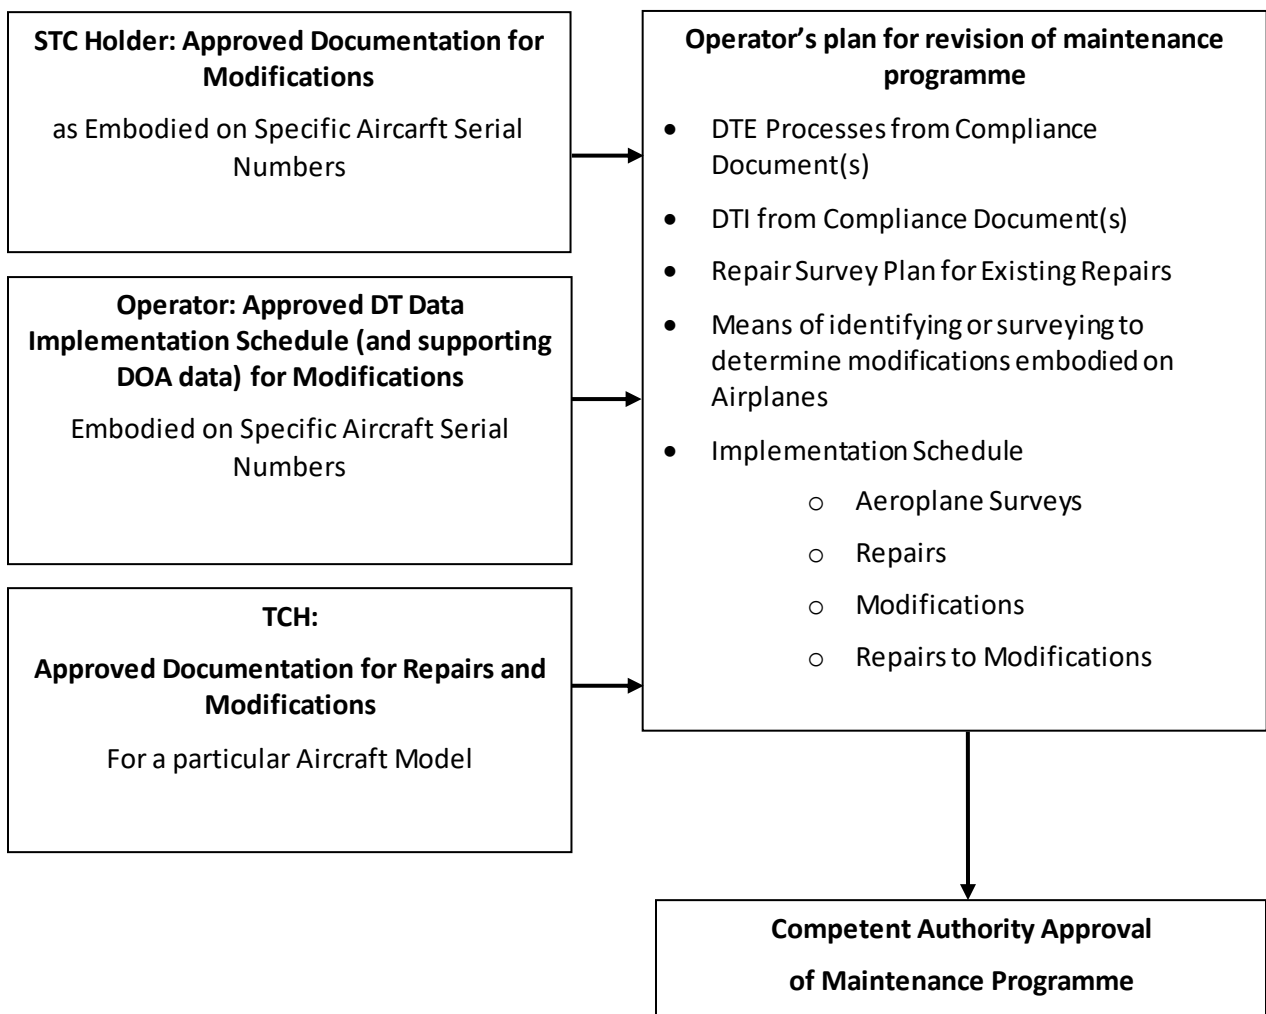 STC Holder: Approved Documentation for
Modifications
as Embodied on Specific Aircarft Serial
Numbers
Operator: Approved DT Data
Implementation Schedule (and supporting
DOA data) for Modifications
Embodied on Specific Aircraft Serial
Numbers
TCH:
Approved Documentation for Repairs and
Modifications
For a particular Aircraft Model
Operator’s plan for revision of maintenance
programme
• DTE Processes from Compliance
Document(s)
• DTI from Compliance Document(s)
• Repair Survey Plan for Existing Repairs
• Means of identifying or surveying to
determine modifications embodied on
Airplanes
• Implementation Schedule
o Aeroplane Surveys
o Repairs
o Modifications
o Repairs to Modifications
Competent Authority Approval
of Maintenance Programme